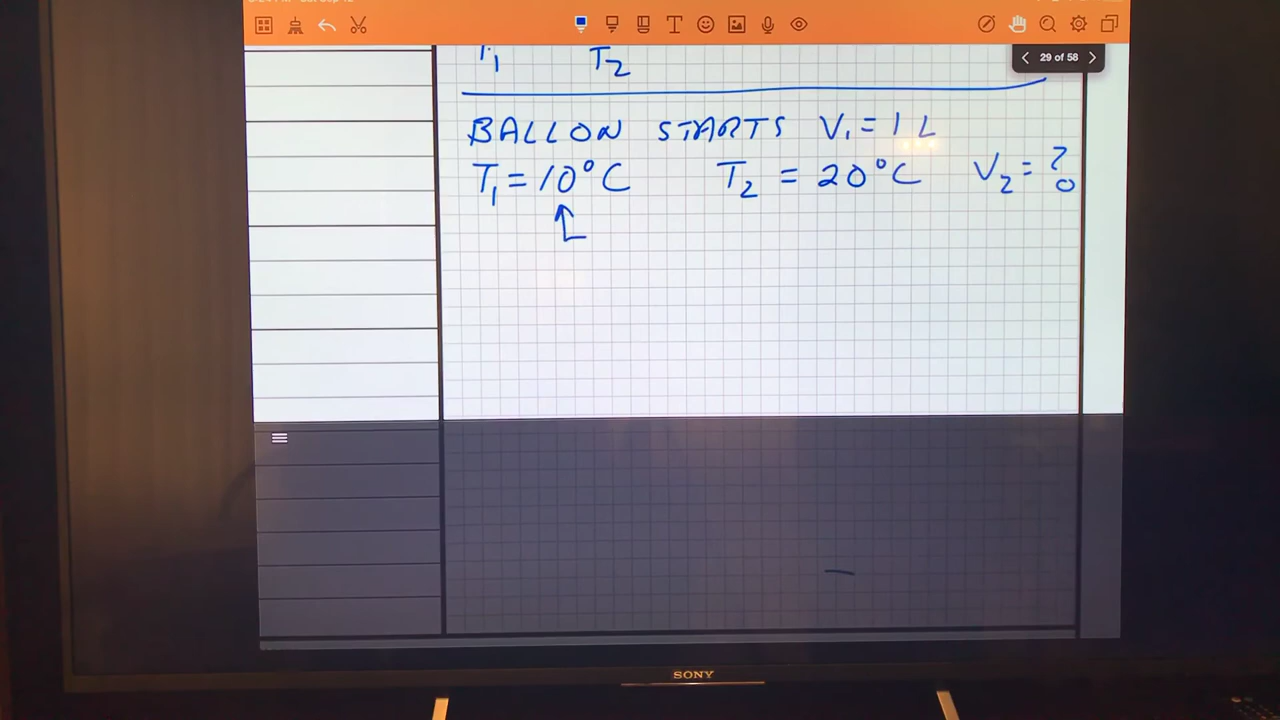 29 of 58
T₁ T₂
BALLON STARTS V₁ = 1 L
T₁ = 10°C T₂ = 20°C V₂ = ?
SONY